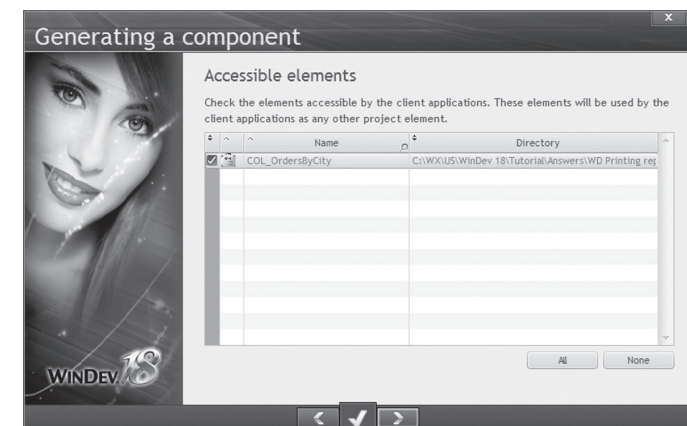 Generating a component
x
Accessible elements
Check the elements accessible by the client applications. These elements will be used by the
client applications as any other project element.
Name
Directory
COL_OrdersByCity
C:\WX\US\WinDev 18\Tutorial\Answers\WD Printing rep
All
None
WINDEV 18